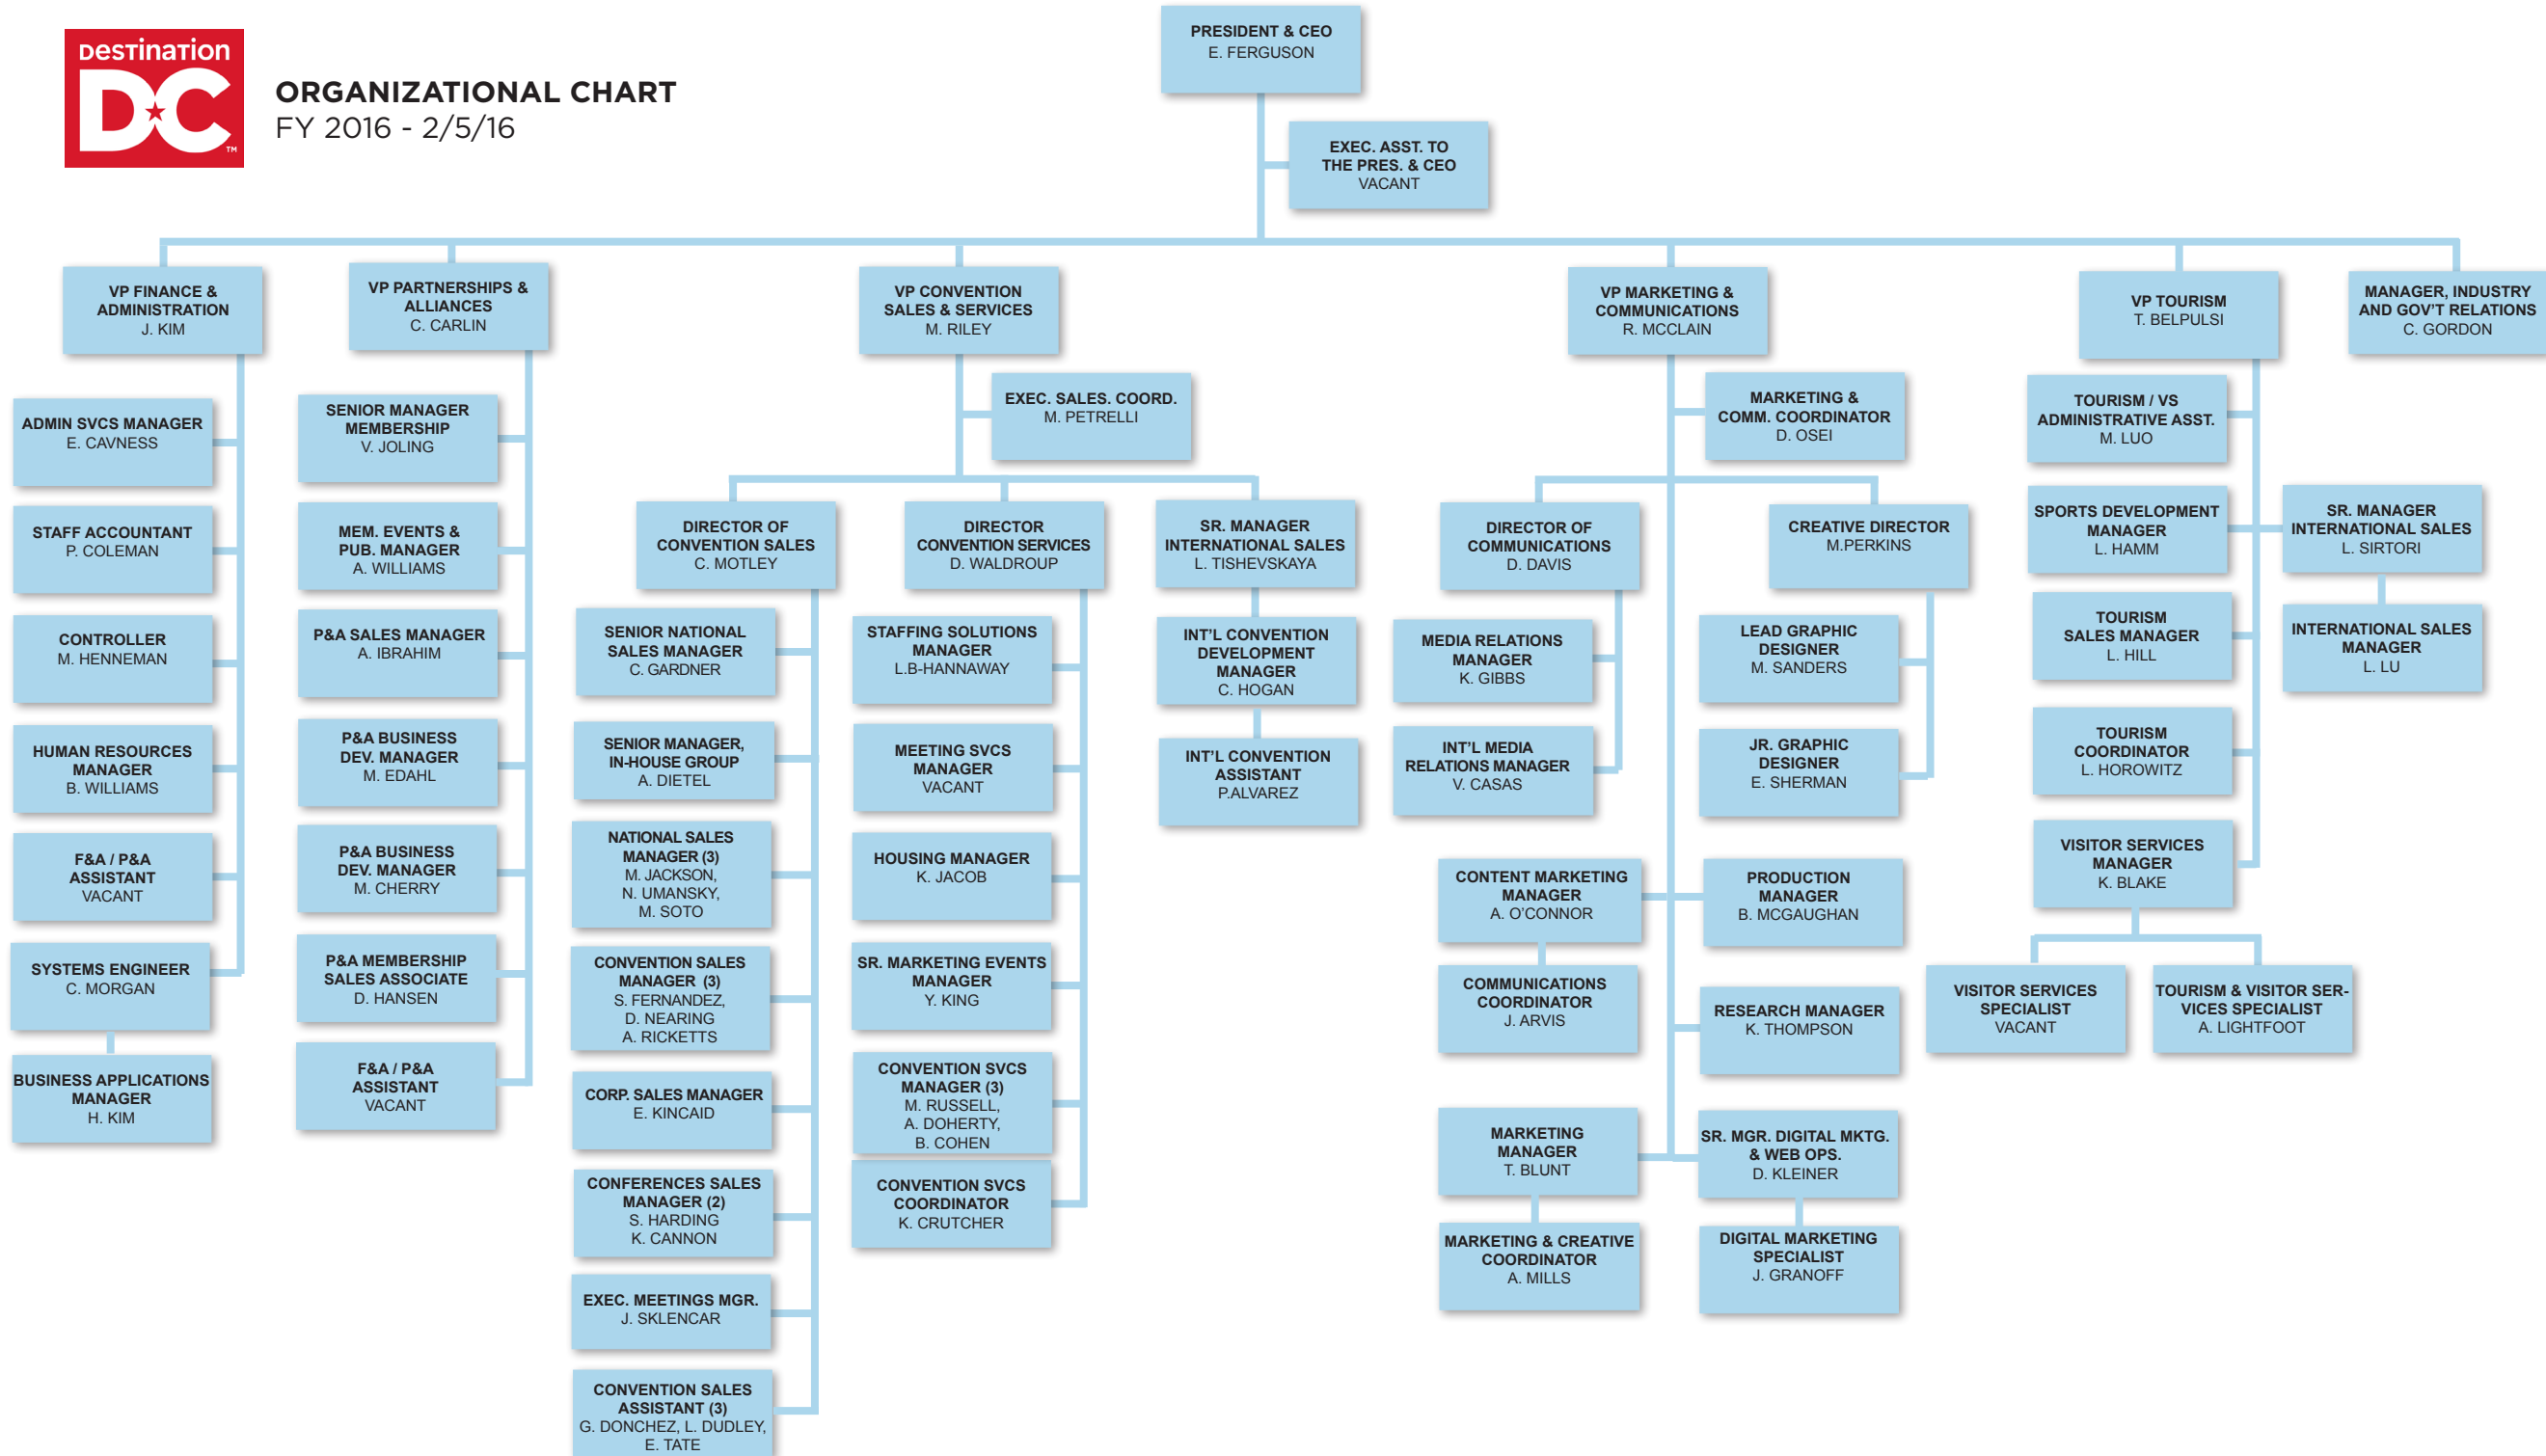 Destination
DC
TM
ORGANIZATIONAL CHART
FY 2016 - 2/5/16
PRESIDENT & CEO
E. FERGUSON
EXEC. ASST. TO
THE PRES. & CEO
VACANT
VP FINANCE &
ADMINISTRATION
J. KIM
VP PARTNERSHIPS &
ALLIANCES
C. CARLIN
VP CONVENTION
SALES & SERVICES
M. RILEY
VP MARKETING &
COMMUNICATIONS
R. MCCLAIN
VP TOURISM
T. BELPULSI
MANAGER, INDUSTRY
AND GOV'T RELATIONS
C. GORDON
ADMIN SVCS MANAGER
E. CAVNESS
STAFF ACCOUNTANT
P. COLEMAN
CONTROLLER
M. HENNEMAN
HUMAN RESOURCES
MANAGER
B. WILLIAMS
F&A / P&A
ASSISTANT
VACANT
SYSTEMS ENGINEER
C. MORGAN
BUSINESS APPLICATIONS
MANAGER
H. KIM
SENIOR MANAGER
MEMBERSHIP
V. JOLING
MEM. EVENTS &
PUB. MANAGER
A. WILLIAMS
P&A SALES MANAGER
A. IBRAHIM
P&A BUSINESS
DEV. MANAGER
M. EDAHL
P&A BUSINESS
DEV. MANAGER
M. CHERRY
P&A MEMBERSHIP
SALES ASSOCIATE
D. HANSEN
F&A / P&A
ASSISTANT
VACANT
EXEC. SALES. COORD.
M. PETRELLI
DIRECTOR OF
CONVENTION SALES
C. MOTLEY
SENIOR NATIONAL
SALES MANAGER
C. GARDNER
SENIOR MANAGER,
IN-HOUSE GROUP
A. DIETEL
NATIONAL SALES
MANAGER (3)
M. JACKSON,
N. UMANSKY,
M. SOTO
CONVENTION SALES
MANAGER (3)
S. FERNANDEZ,
D. NEARING
A. RICKETTS
CORP. SALES MANAGER
E. KINCAID
CONFERENCES SALES
MANAGER (2)
S. HARDING
K. CANNON
EXEC. MEETINGS MGR.
J. SKLENCAR
CONVENTION SALES
ASSISTANT (3)
G. DONCHEZ, L. DUDLEY,
E. TATE
DIRECTOR
CONVENTION SERVICES
D. WALDROUP
STAFFING SOLUTIONS
MANAGER
L.B-HANNAWAY
MEETING SVCS
MANAGER
VACANT
HOUSING MANAGER
K. JACOB
SR. MARKETING EVENTS
MANAGER
Y. KING
CONVENTION SVCS
MANAGER (3)
M. RUSSELL,
A. DOHERTY,
B. COHEN
CONVENTION SVCS
COORDINATOR
K. CRUTCHER
SR. MANAGER
INTERNATIONAL SALES
L. TISHEVSKAYA
INT'L CONVENTION
DEVELOPMENT
MANAGER
C. HOGAN
INT'L CONVENTION
ASSISTANT
P.ALVAREZ
MARKETING &
COMM. COORDINATOR
D. OSEI
DIRECTOR OF
COMMUNICATIONS
D. DAVIS
MEDIA RELATIONS
MANAGER
K. GIBBS
INT'L MEDIA
RELATIONS MANAGER
V. CASAS
CREATIVE DIRECTOR
M.PERKINS
LEAD GRAPHIC
DESIGNER
M. SANDERS
JR. GRAPHIC
DESIGNER
E. SHERMAN
CONTENT MARKETING
MANAGER
A. O'CONNOR
COMMUNICATIONS
COORDINATOR
J. ARVIS
PRODUCTION
MANAGER
B. MCGAUGHAN
RESEARCH MANAGER
K. THOMPSON
MARKETING
MANAGER
T. BLUNT
MARKETING & CREATIVE
COORDINATOR
A. MILLS
SR. MGR. DIGITAL MKTG.
& WEB OPS.
D. KLEINER
DIGITAL MARKETING
SPECIALIST
J. GRANOFF
TOURISM / VS
ADMINISTRATIVE ASST.
M. LUO
SPORTS DEVELOPMENT
MANAGER
L. HAMM
SR. MANAGER
INTERNATIONAL SALES
L. SIRTORI
INTERNATIONAL SALES
MANAGER
L. LU
TOURISM
SALES MANAGER
L. HILL
TOURISM
COORDINATOR
L. HOROWITZ
VISITOR SERVICES
MANAGER
K. BLAKE
VISITOR SERVICES
SPECIALIST
VACANT
TOURISM & VISITOR SER-
VICES SPECIALIST
A. LIGHTFOOT